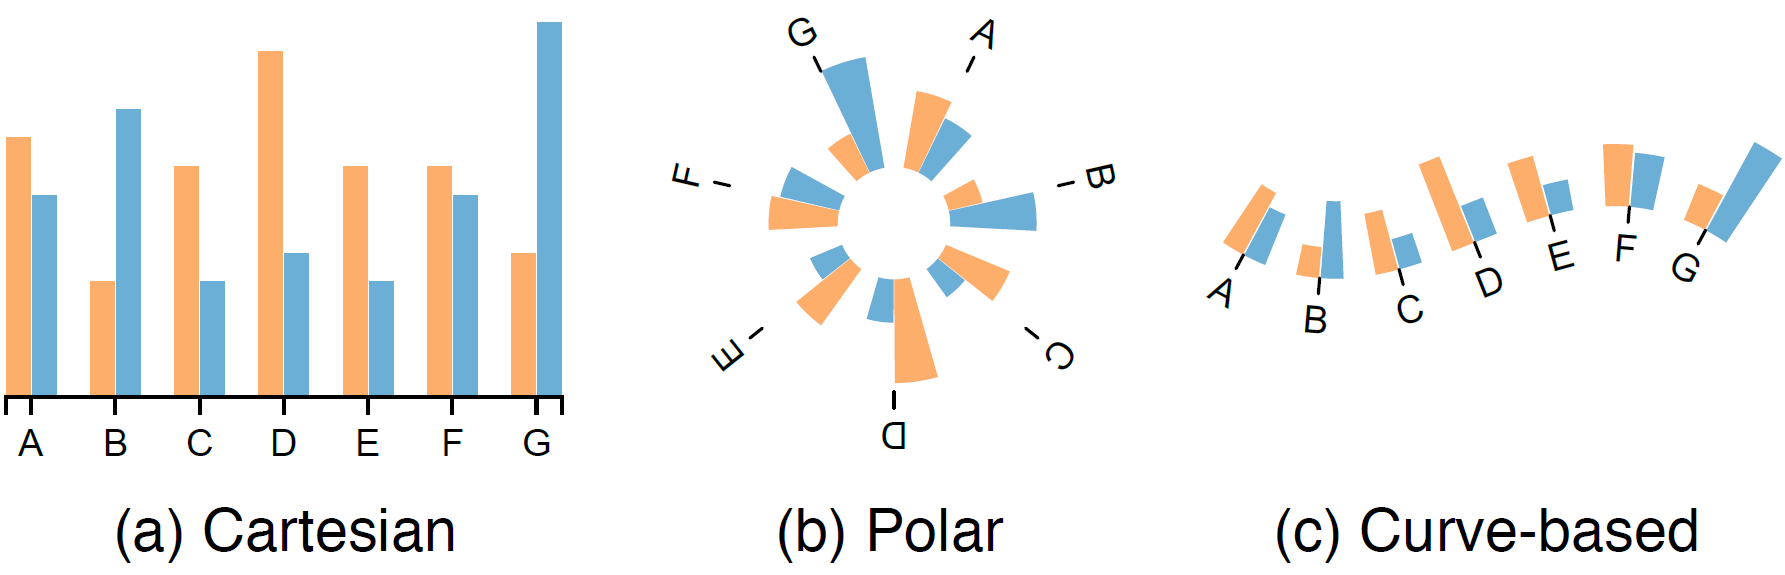 A B C D E F G
(a) Cartesian
G A
F B
E C
D
(b) Polar
A B C D E F G
(c) Curve-based